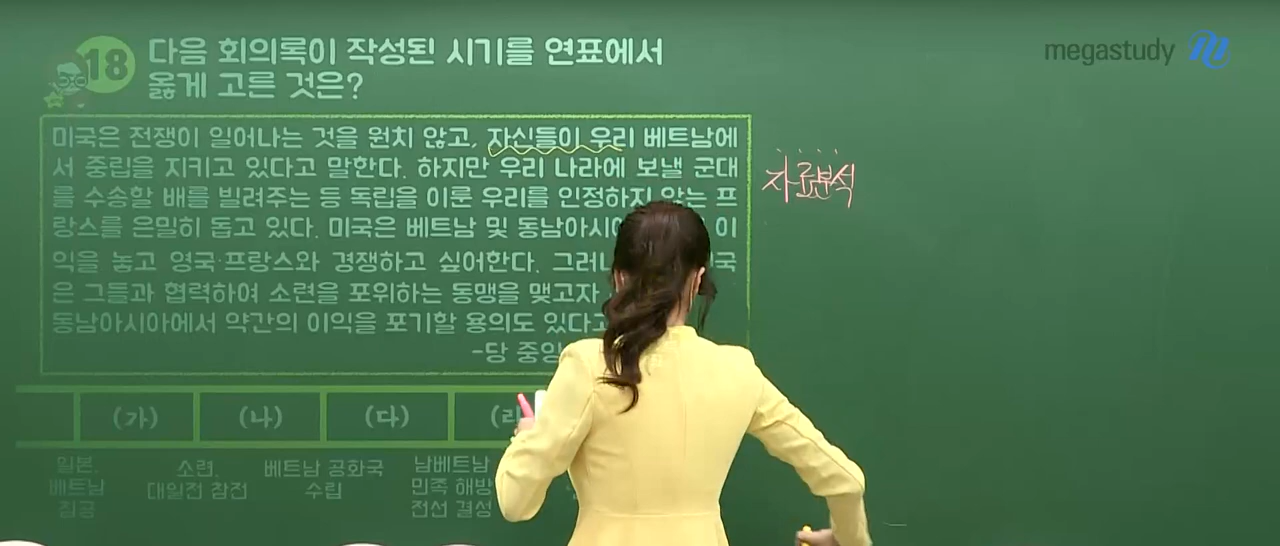 megastudy
18 다음 회의록이 작성된 시기를 연표에서
옳게 고른 것은?
미국은 전쟁이 일어나는 것을 원치 않고, 자신들이 우리 베트남에
서 중립을 지키고 있다고 말한다. 하지만 우리 나라에 보낼 군대
를 수송할 배를 빌려주는 등 독립을 이룬 우리를 인정하지 않는 프
랑스를 은밀히 돕고 있다. 미국은 베트남 및 동남아시아 이
익을 놓고 영국·프랑스와 경쟁하고 싶어한다. 그러나 국
은 그들과 협력하여 소련을 포위하는 동맹을 맺고자
동남아시아에서 약간의 이익을 포기할 용의도 있다고
-당 중앙
자료분석
(가) (나) (다) (라
일본, 베트남 침공
소련, 대일전 참전
베트남 공화국 수립
남베트남 민족 해방 전선 결성